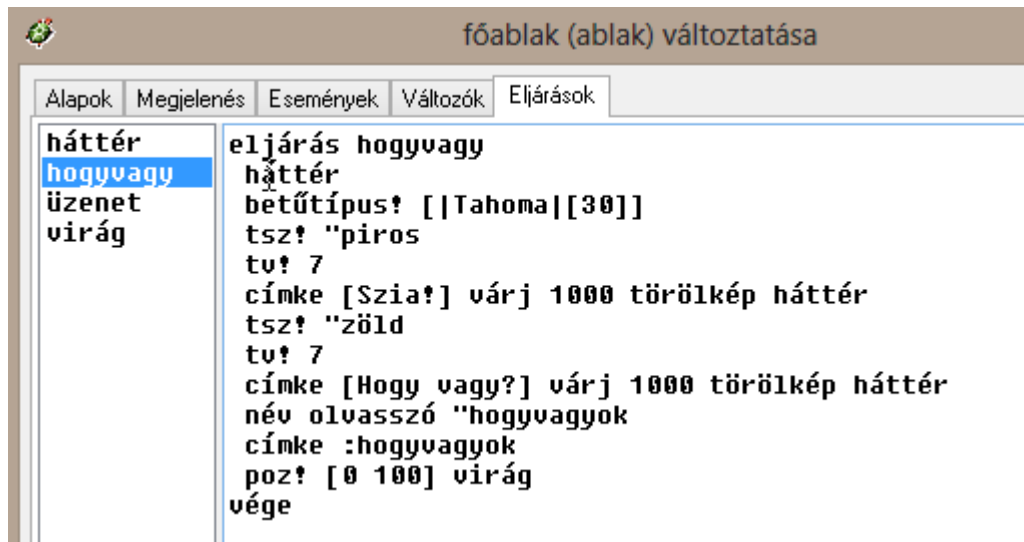 főablak (ablak) változtatása
Alapok Megjelenés Események Változók Eljárások
háttér
hogyvagy
üzenet
virág
eljárás hogyvagy
háttér
betűtípus! [|Tahoma|[30]]
tsz! "piros
tv! 7
címke [Szia!] várj 1000 törölkép háttér
tsz! "zöld
tv! 7
címke [Hogy vagy?] várj 1000 törölkép háttér
név olvasszó "hogyvagyok
címke :hogyvagyok
poz! [0 100] virág
vége